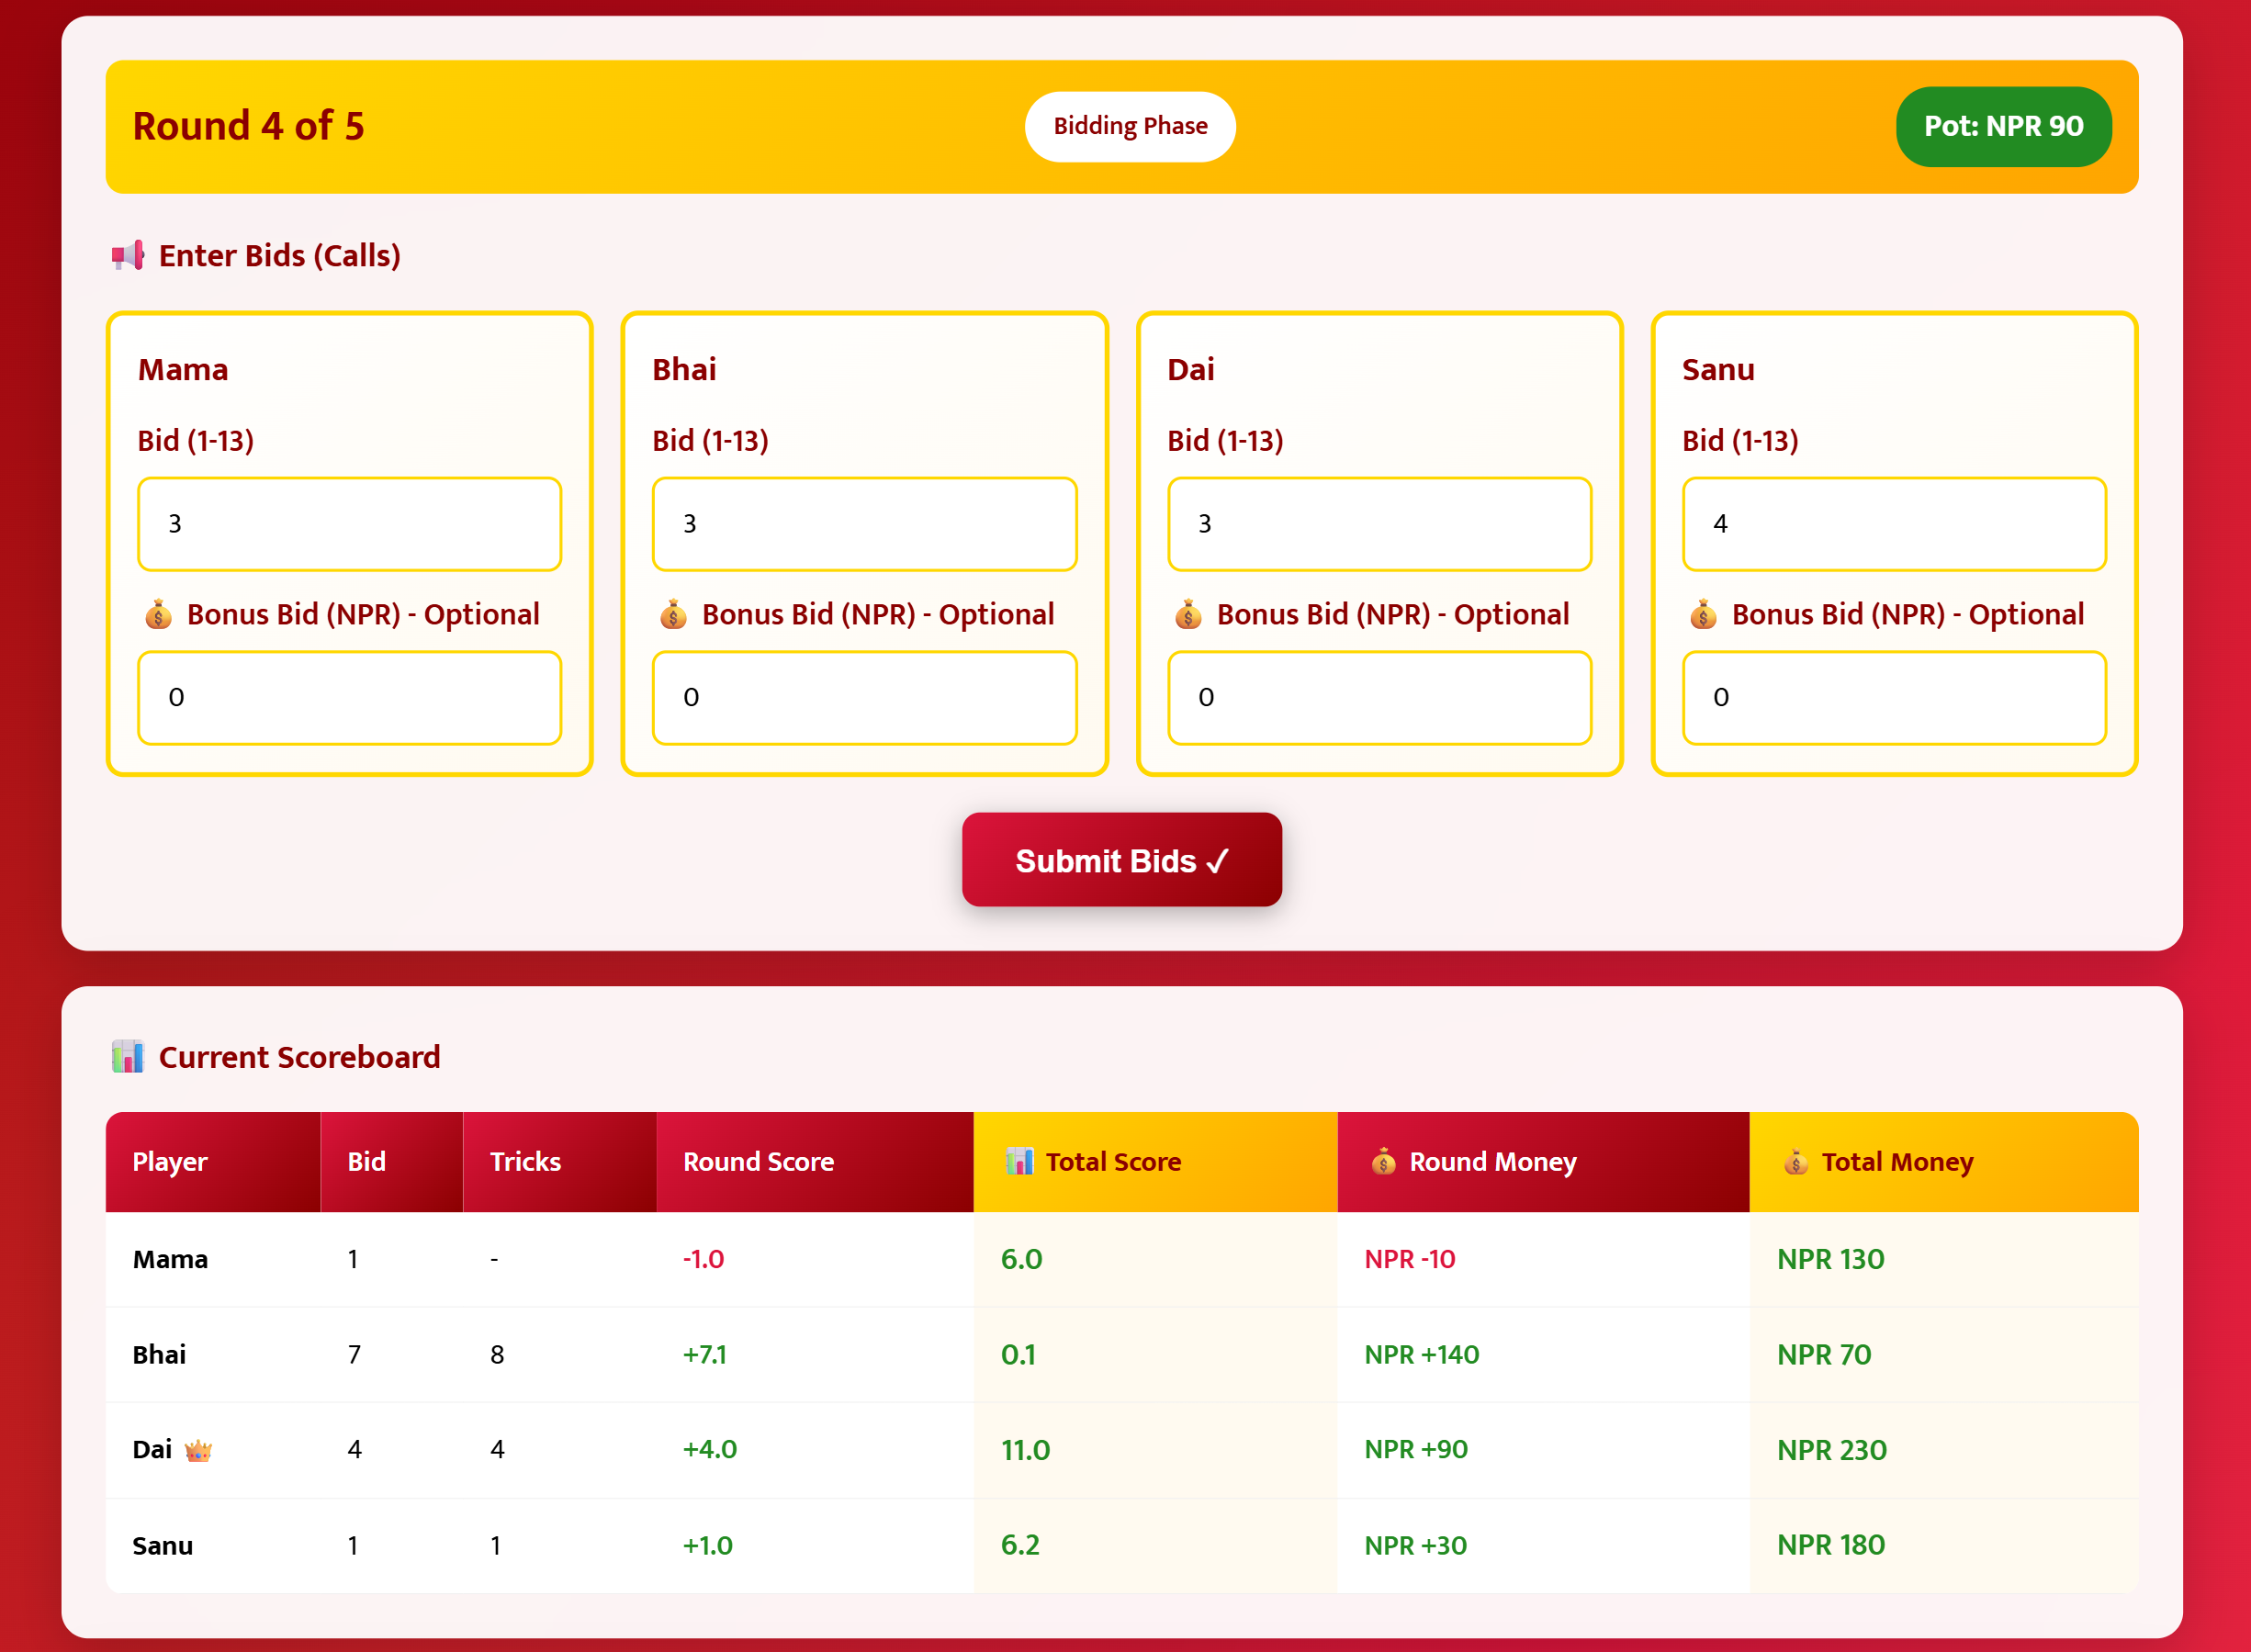 Round 4 of 5
Bidding Phase
Pot: NPR 90
📢 Enter Bids (Calls)
Mama
Bid (1-13)
3
💰 Bonus Bid (NPR) - Optional
0
Bhai
Bid (1-13)
3
💰 Bonus Bid (NPR) - Optional
0
Dai
Bid (1-13)
3
💰 Bonus Bid (NPR) - Optional
0
Sanu
Bid (1-13)
4
💰 Bonus Bid (NPR) - Optional
0
Submit Bids ✓
📊 Current Scoreboard
Player Bid Tricks Round Score 📊 Total Score 💰 Round Money 💰 Total Money
Mama 1 - -1.0 6.0 NPR -10 NPR 130
Bhai 7 8 +7.1 0.1 NPR +140 NPR 70
Dai 👑 4 4 +4.0 11.0 NPR +90 NPR 230
Sanu 1 1 +1.0 6.2 NPR +30 NPR 180